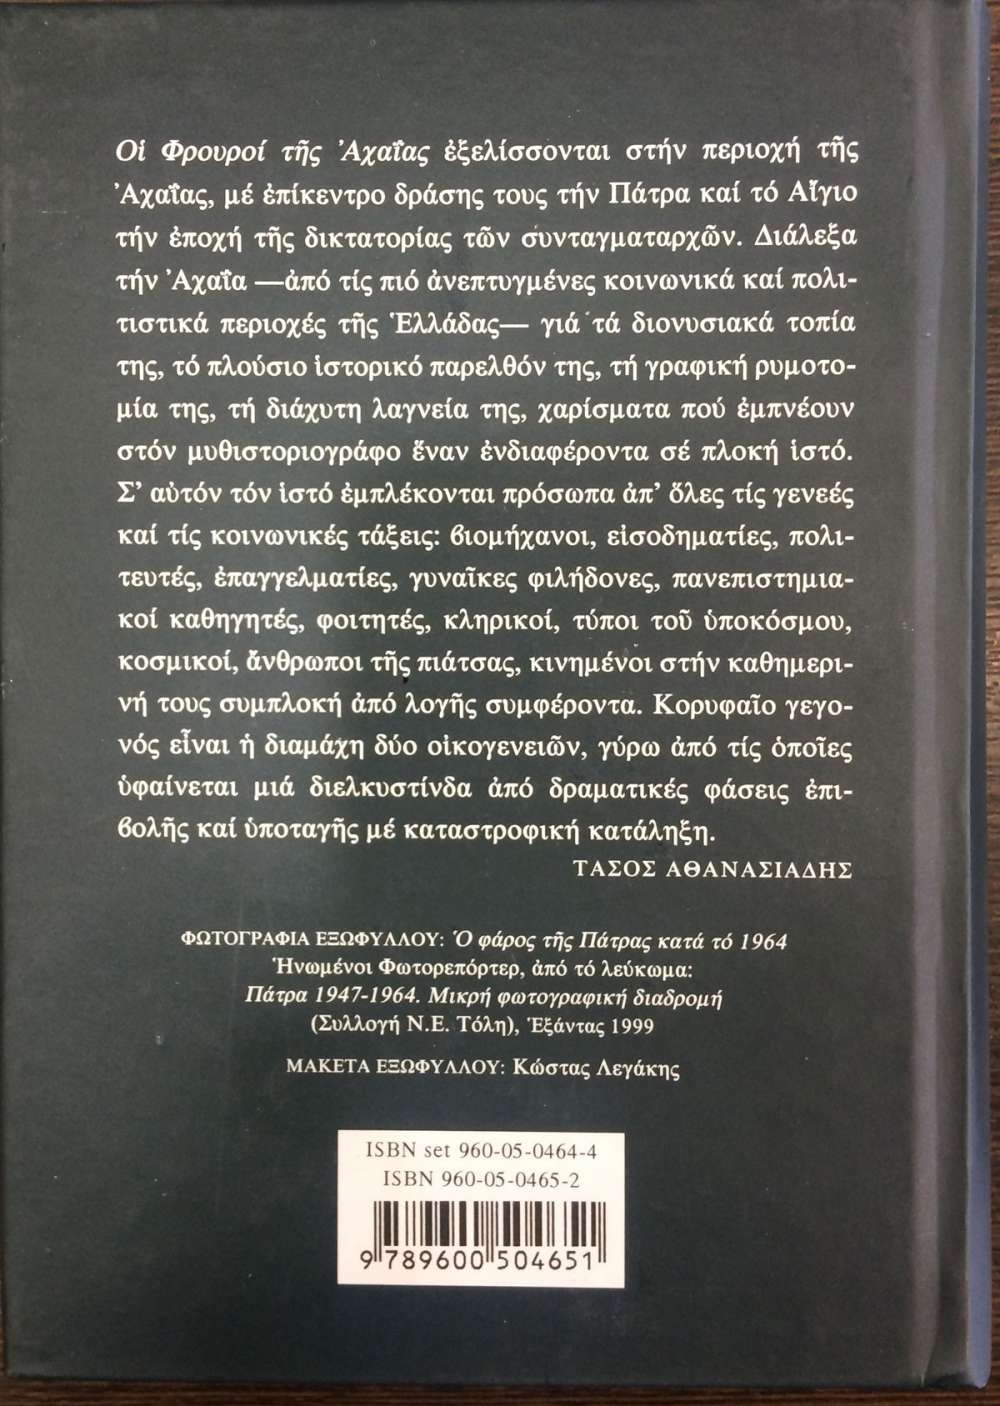 Οἱ Φρουροί τῆς Ἀχαΐας ἐξελίσσονται στήν περιοχή τῆς
Ἀχαΐας, μέ ἐπίκεντρο δράσης τους τήν Πάτρα καί τό Αἴγιο
τήν ἐποχή τῆς δικτατορίας τῶν συνταγματαρχῶν. Διάλεξα
τήν Ἀχαΐα —ἀπό τίς πιό ἀνεπτυγμένες κοινωνικά καί πολι-
τιστικά περιοχές τῆς Ἑλλάδας— γιά τά διονυσιακά τοπία
της, τό πλούσιο ἱστορικό παρελθόν της, τή γραφική ρυμοτο-
μία της, τή διάχυτη λαγνεία της, χαρίσματα πού ἐμπνέουν
στόν μυθιστοριογράφο ἕναν ἐνδιαφέροντα σέ πλοκή ἱστό.
Σ’ αὐτόν τόν ἱστό ἐμπλέκονται πρόσωπα ἀπ’ ὅλες τίς γενεές
καί τίς κοινωνικές τάξεις: βιομήχανοι, εἰσοδηματίες, πολι-
τευτές, ἐπαγγελματίες, γυναῖκες φιλήδονες, πανεπιστημια-
κοί καθηγητές, φοιτητές, κληρικοί, τύποι τοῦ ὑποκόσμου,
κοσμικοί, ἄνθρωποι τῆς πιάτσας, κινημένοι στήν καθημερι-
νή τους συμπλοκή ἀπό λογῆς συμφέροντα. Κορυφαῖο γεγο-
νός εἶναι ἡ διαμάχη δύο οἰκογενειῶν, γύρω ἀπό τίς ὁποῖες
ὑφαίνεται μιά διελκυστίνδα ἀπό δραματικές φάσεις ἐπι-
βολῆς καί ὑποταγῆς μέ καταστροφική κατάληξη.
ΤΑΣΟΣ ΑΘΑΝΑΣΙΑΔΗΣ
ΦΩΤΟΓΡΑΦΙΑ ΕΞΩΦΥΛΛΟΥ: Ὁ φάρος τῆς Πάτρας κατά τό 1964
Ἡνωμένοι Φωτορεπόρτερ, ἀπό τό λεύκωμα:
Πάτρα 1947-1964. Μικρή φωτογραφική διαδρομή
(Συλλογή Ν.Ε. Τόλη), Ἐξάντας 1999
ΜΑΚΕΤΑ ΕΞΩΦΥΛΛΟΥ: Κώστας Λεγάκης
ISBN set 960-05-0464-4
ISBN 960-05-0465-2
9 789600 504651